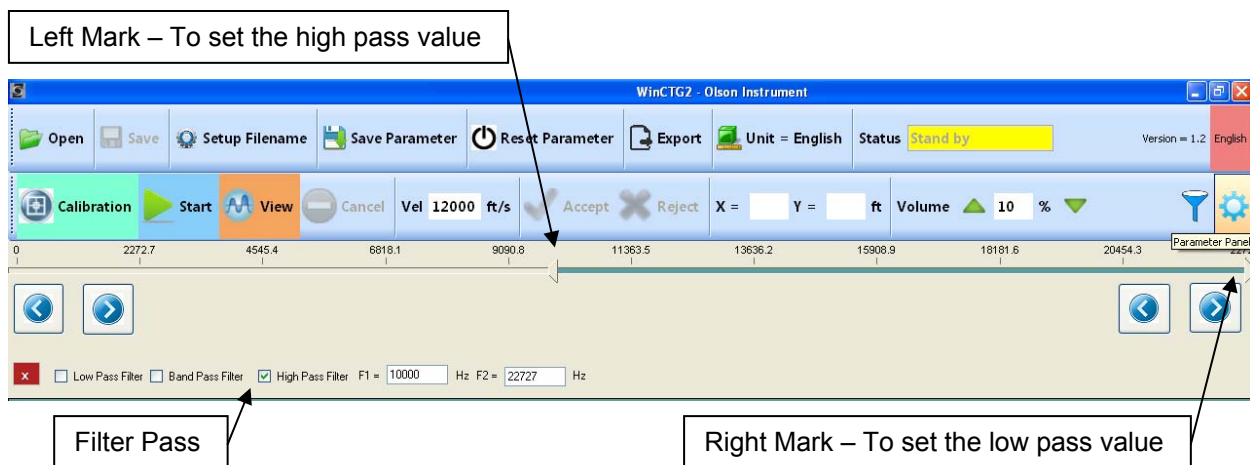 Left Mark – To set the high pass value
WinCTG2 - Olson Instrument
Open Save Setup Filename Save Parameter Reset Parameter Export Unit = English Status Stand by Version = 1.2 English
Calibration Start View Cancel Vel 12000 ft/s Accept Reject X = Y = ft Volume 10 %
Parameter Panel
0 2272.7 4545.4 6818.1 9090.8 11363.5 13636.2 15908.9 18181.6 20454.3
x Low Pass Filter Band Pass Filter High Pass Filter F1 = 10000 Hz F2 = 22727 Hz
Filter Pass
Right Mark – To set the low pass value